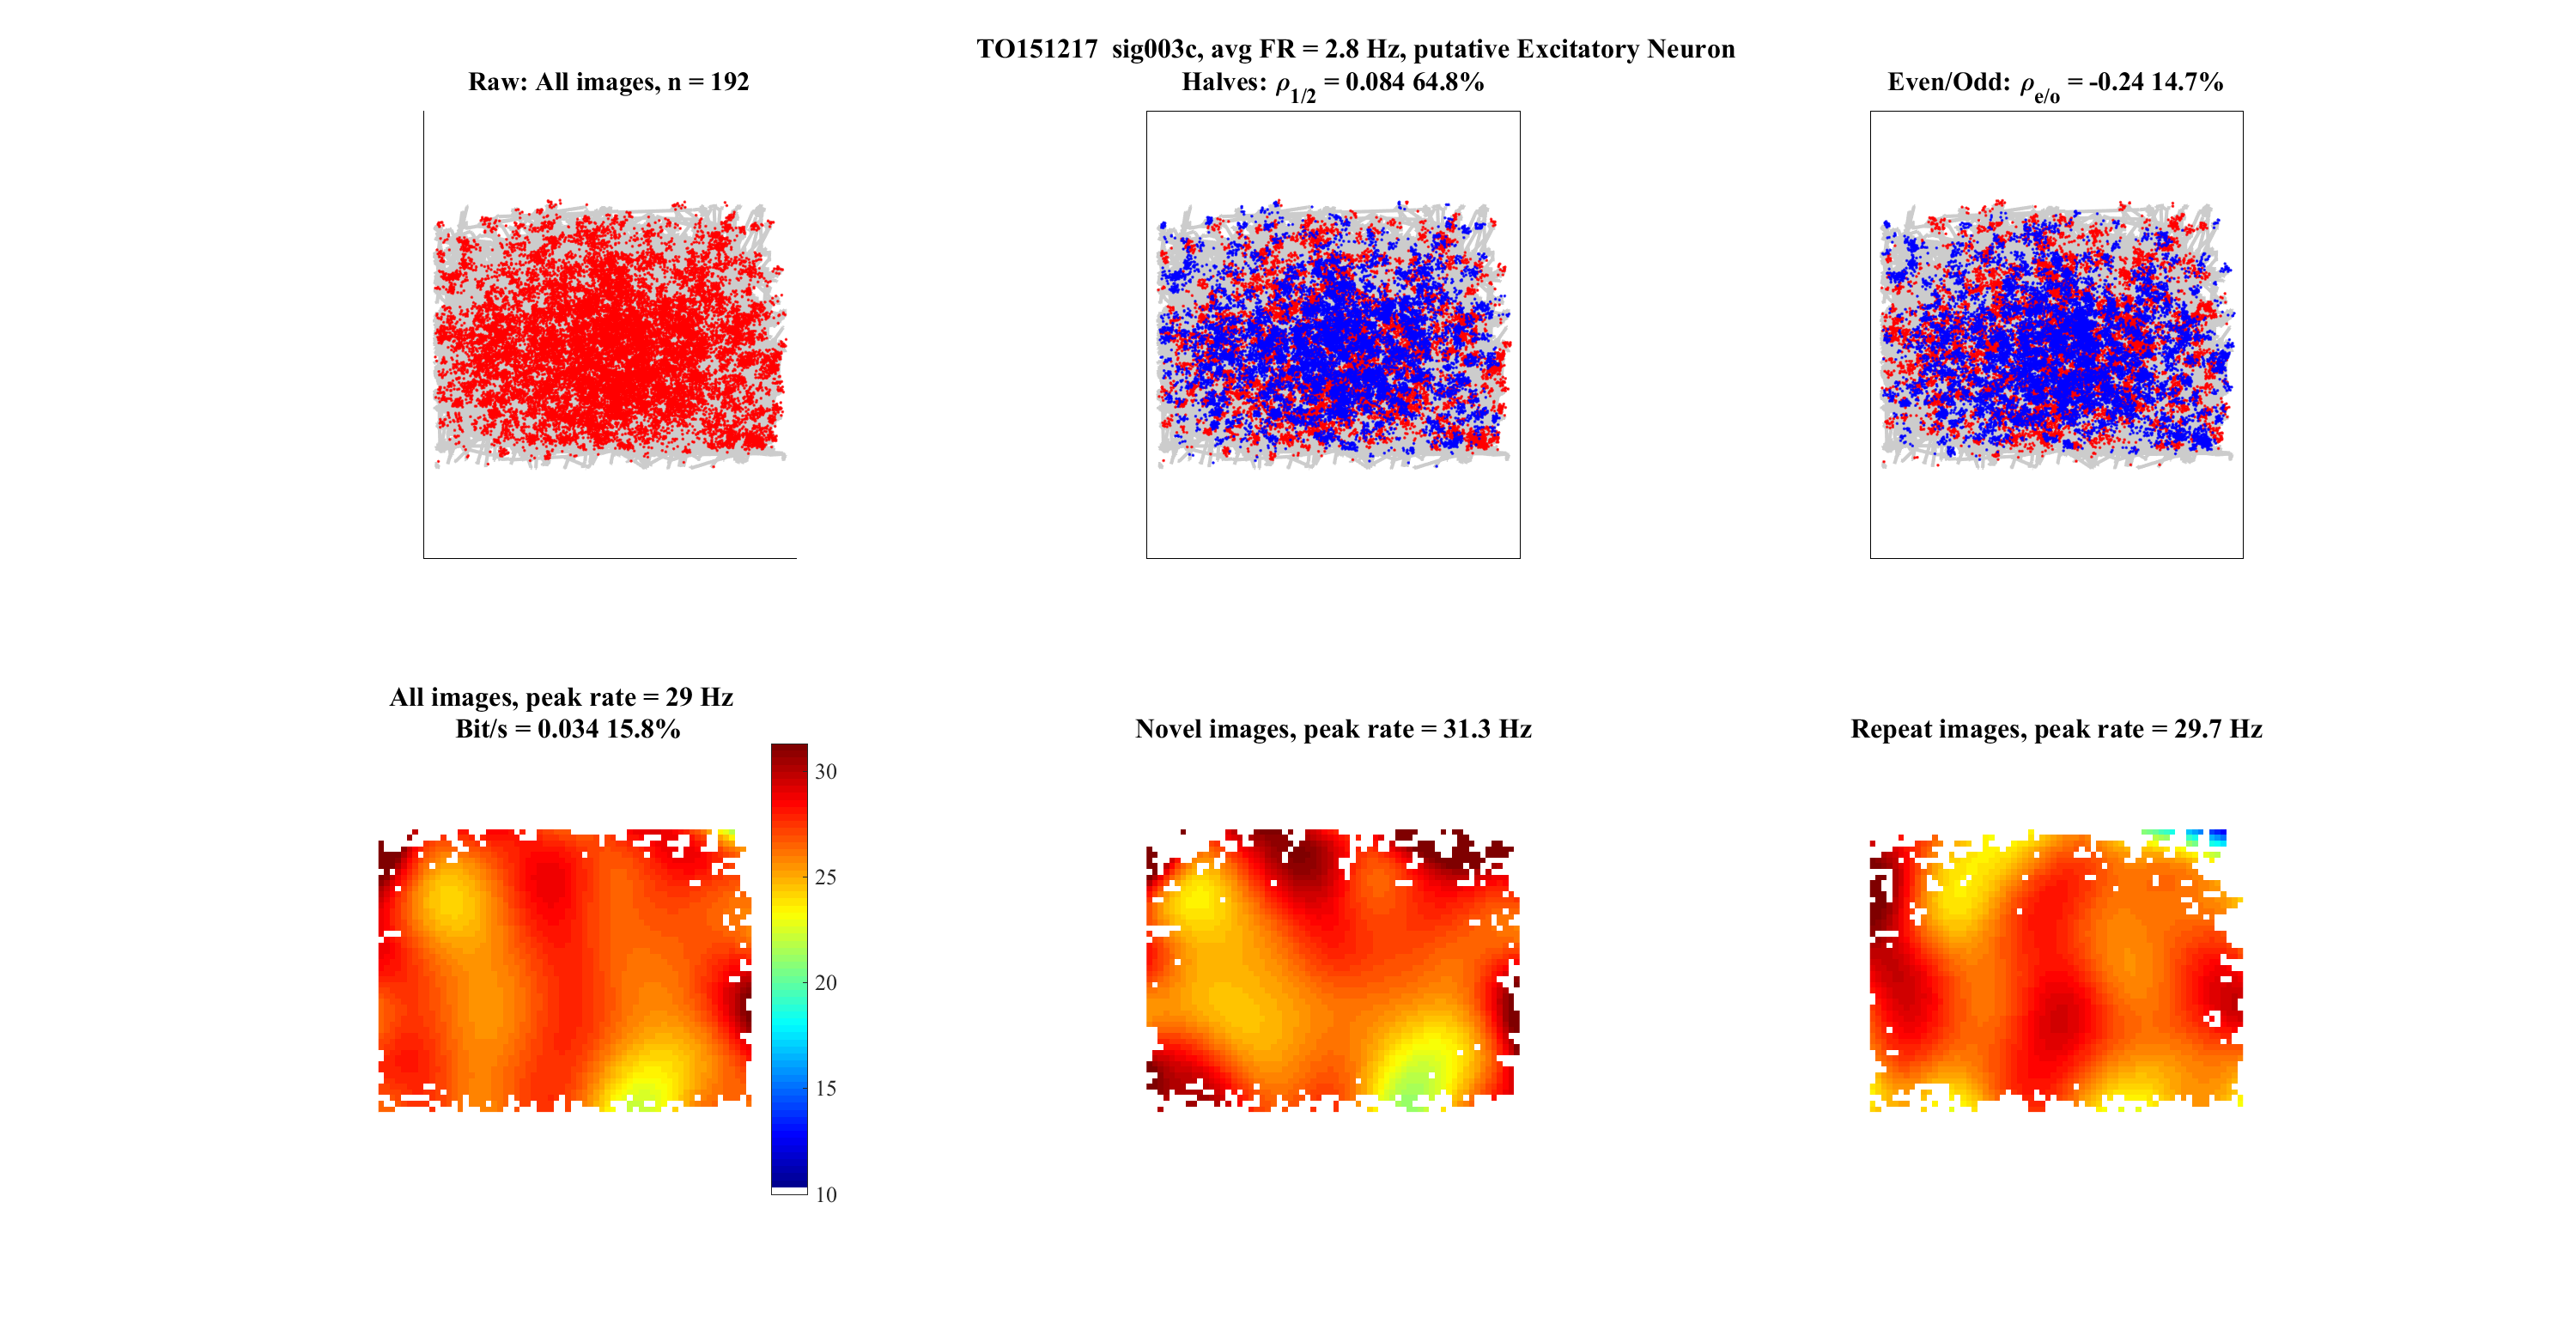 TO151217  sig003c, avg FR = 2.8 Hz, putative Excitatory Neuron
Raw: All images, n = 192
Halves: ρ1/2 = 0.084 64.8%
Even/Odd: ρe/o = -0.24 14.7%
All images, peak rate = 29 Hz
Bit/s = 0.034 15.8%
Novel images, peak rate = 31.3 Hz
Repeat images, peak rate = 29.7 Hz
30
25
20
15
10